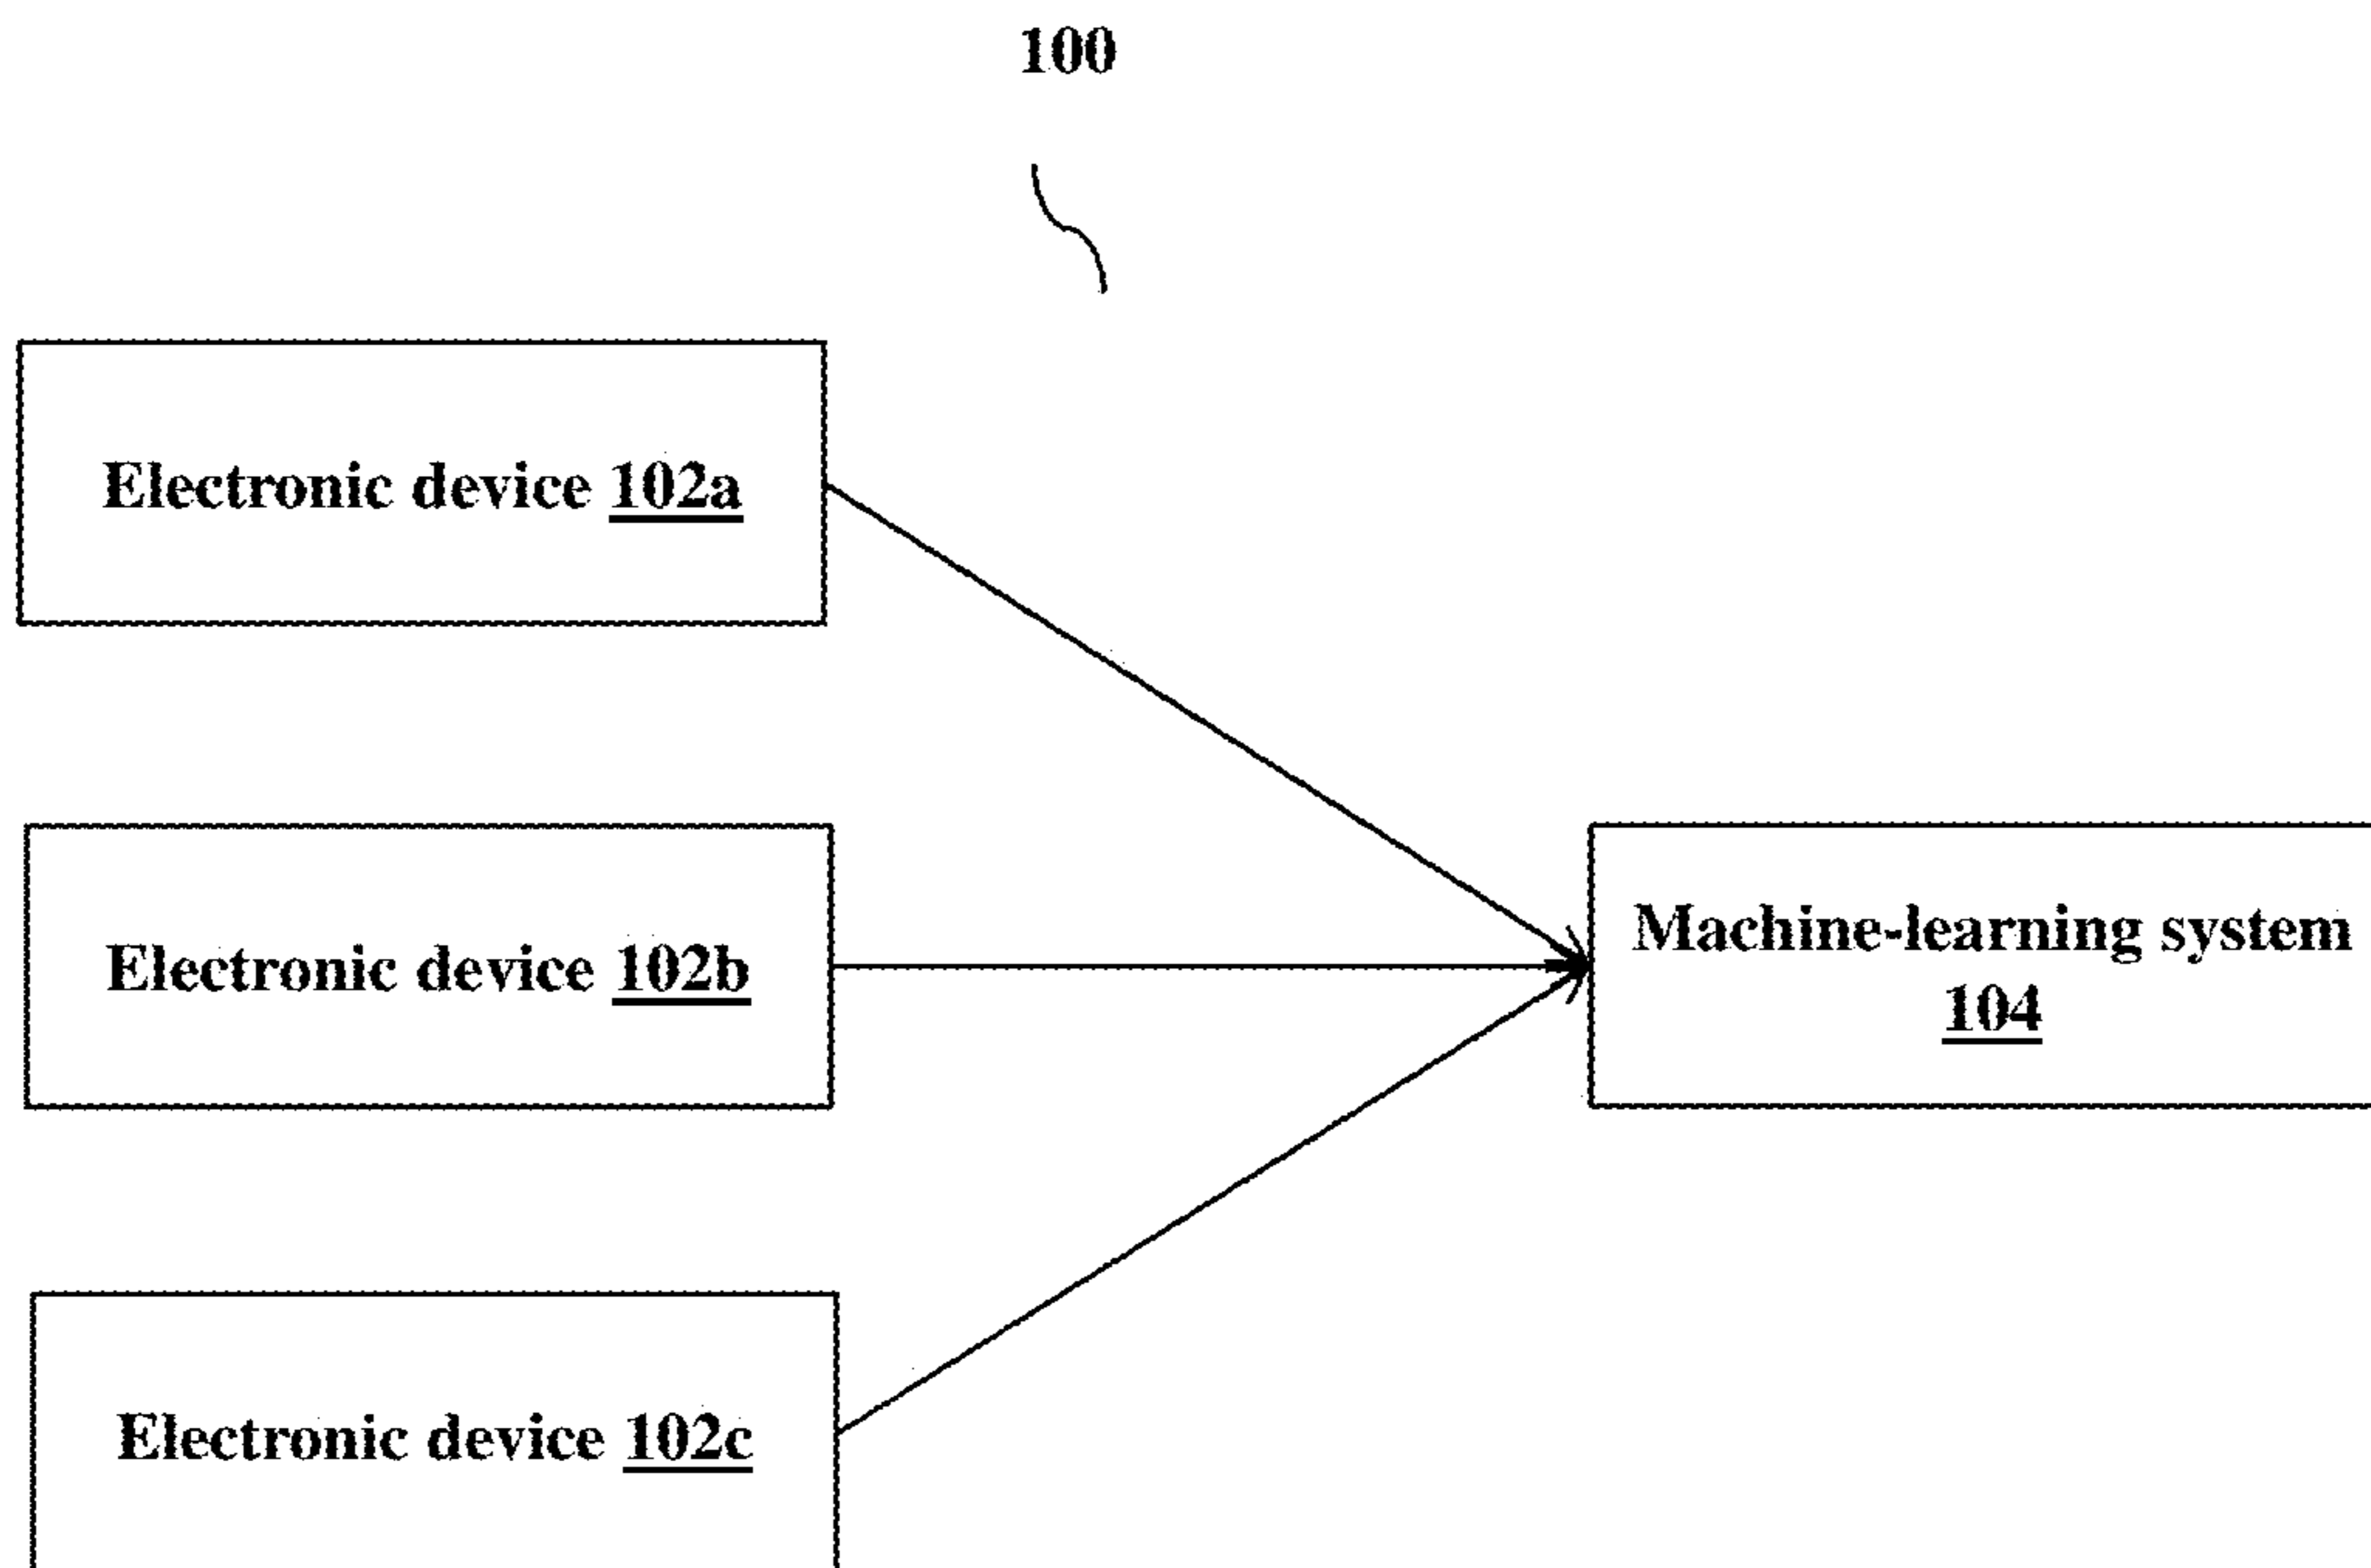 100
Electronic device 102a
Electronic device 102b
Machine-learning system
104
Electronic device 102c